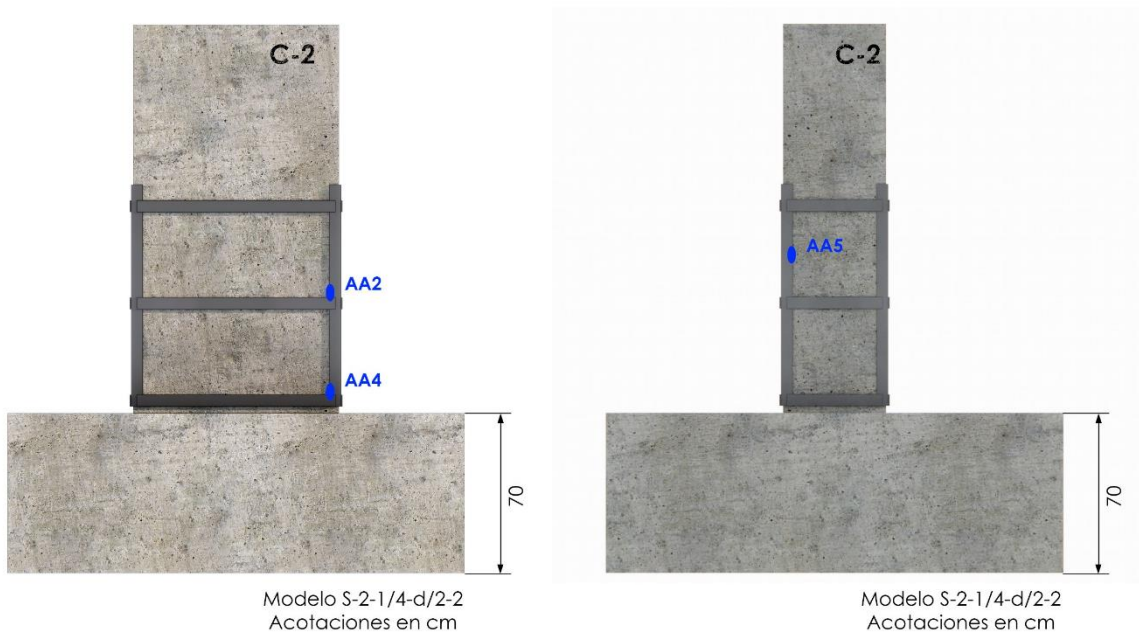 C-2
AA2
AA4
70
Modelo S-2-1/4-d/2-2
Acotaciones en cm
C-2
AA5
70
Modelo S-2-1/4-d/2-2
Acotaciones en cm